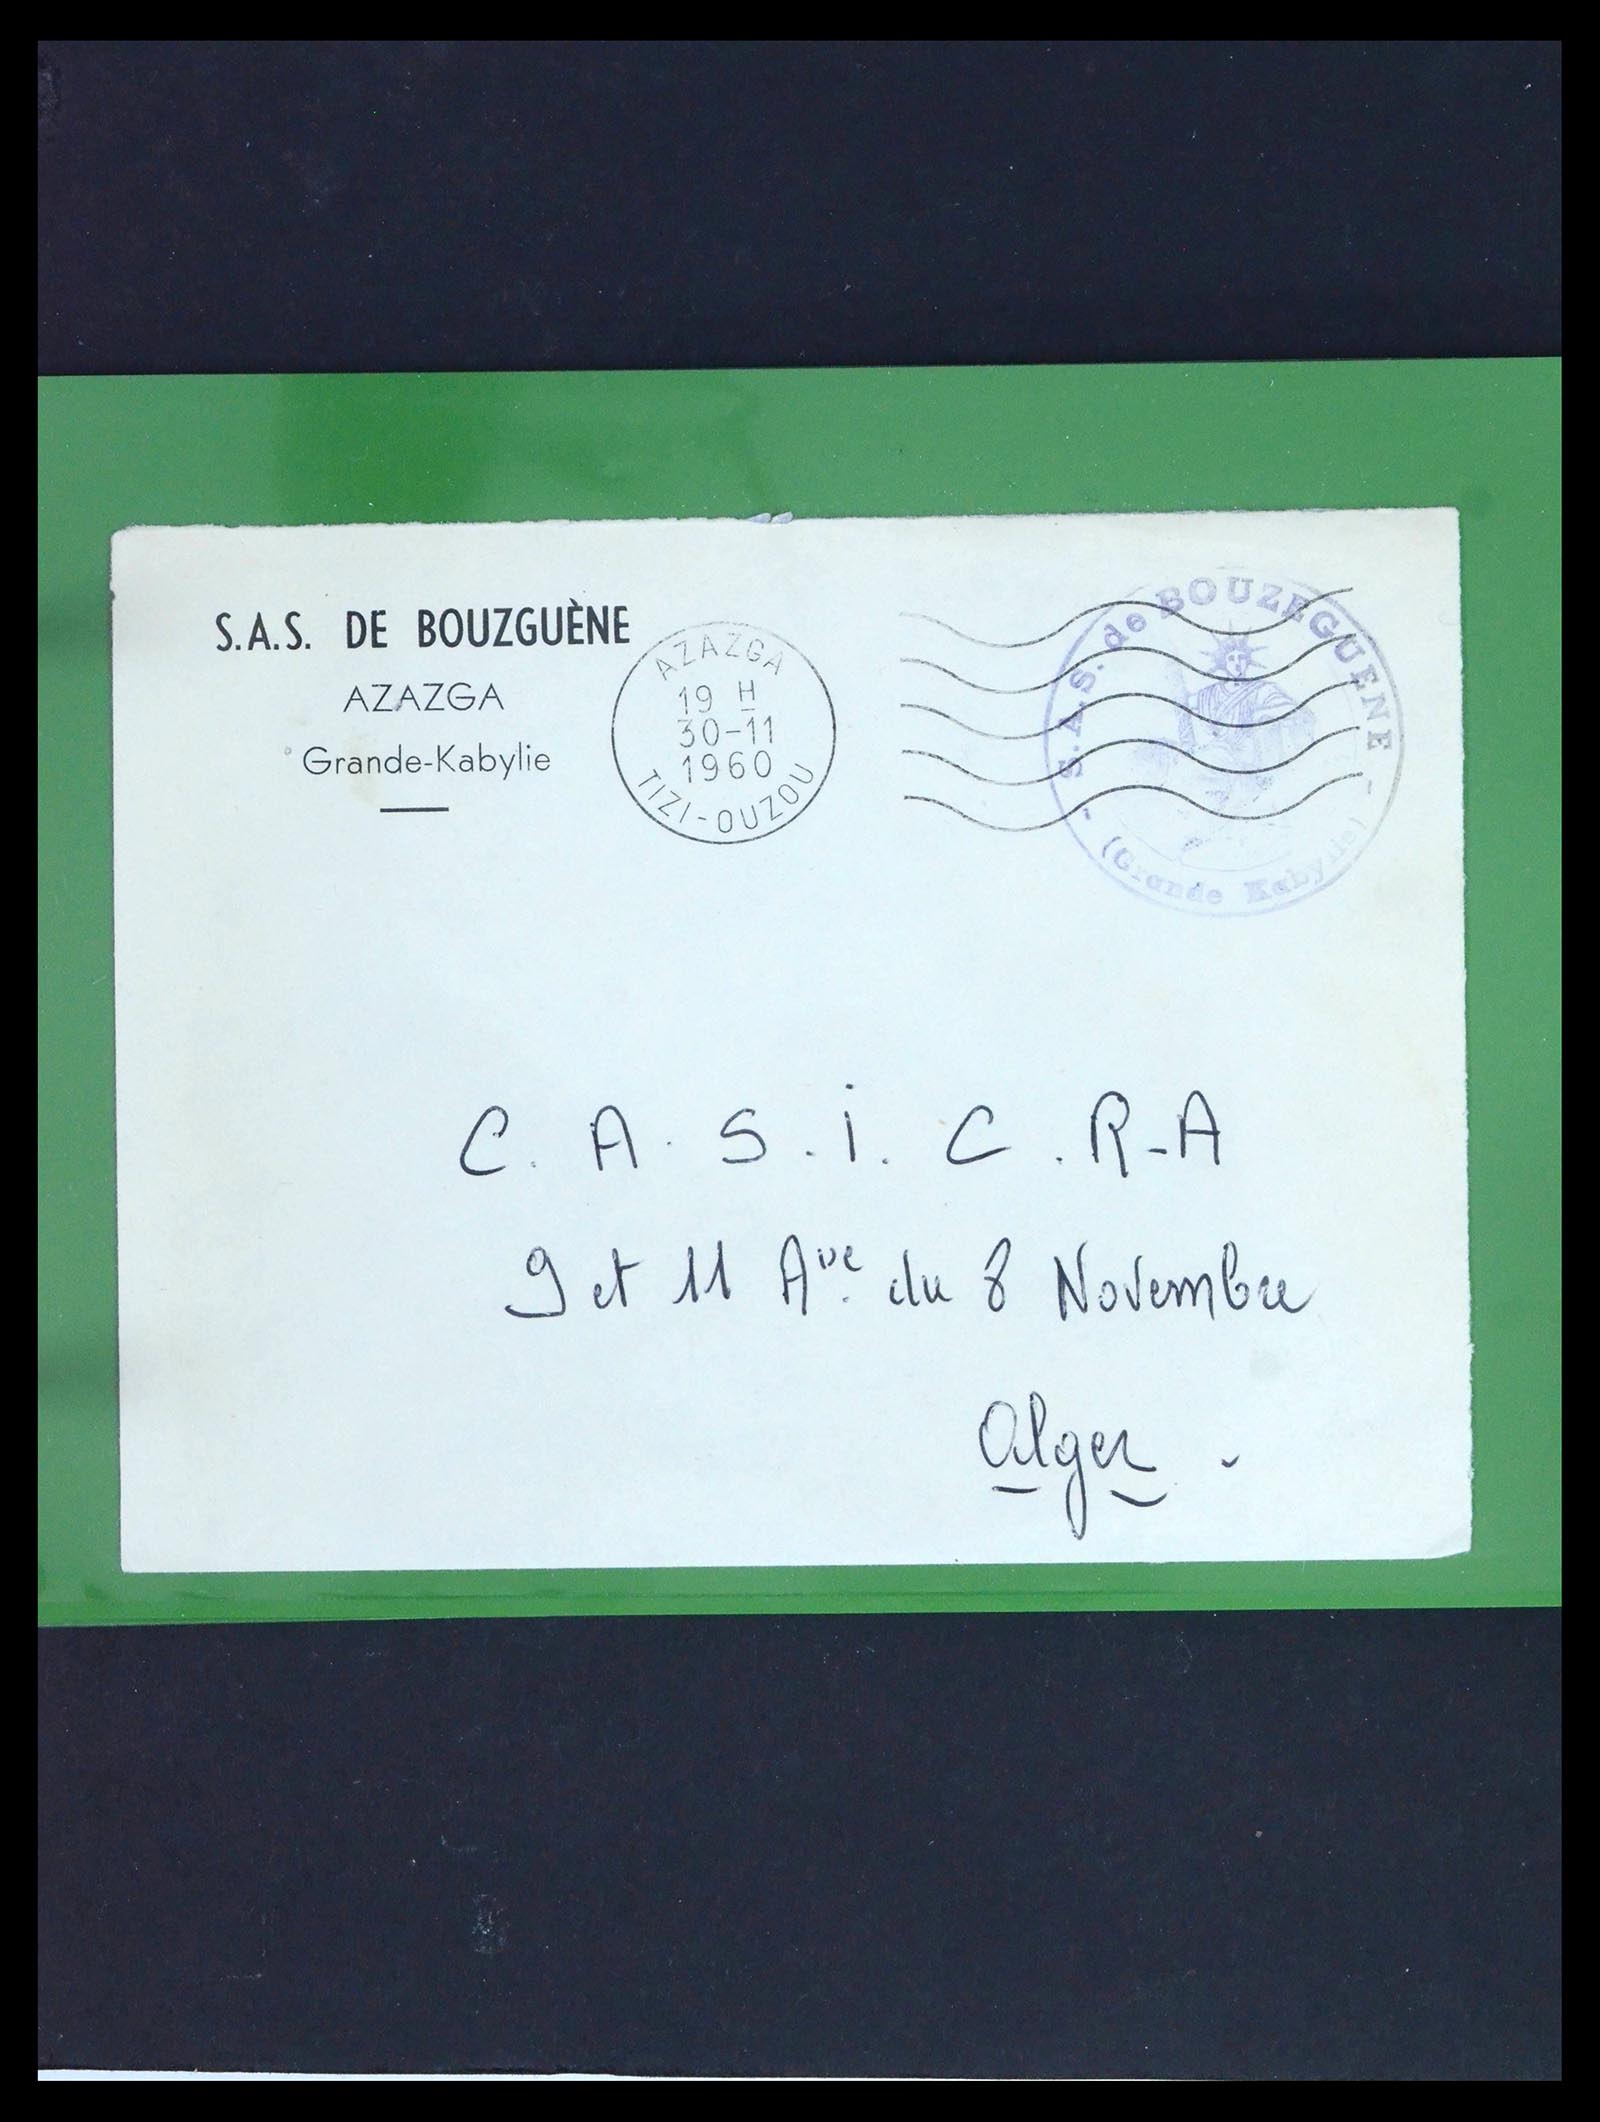 S.A.S. DE BOUZGUÈNE
AZAZGA
Grande-Kabylie
AZAZGA
19 H
30-11
1960
TIZI-OUZOU
- S.A.S. de BOUZEGUENE -
(Grande Kabylie)
C. A. S. I. C. R-A
9 et 11 Ave. du 8 Novembre
Alger.